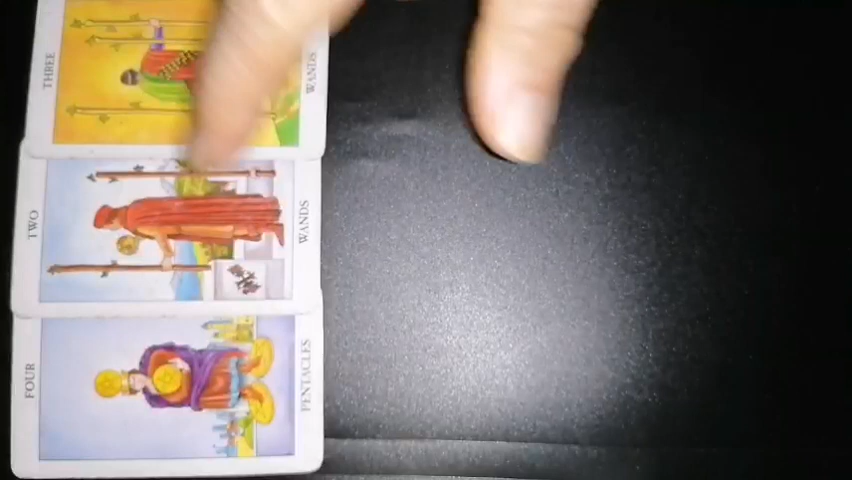 THREE
WANDS
TWO
WANDS
FOUR
PENTACLES